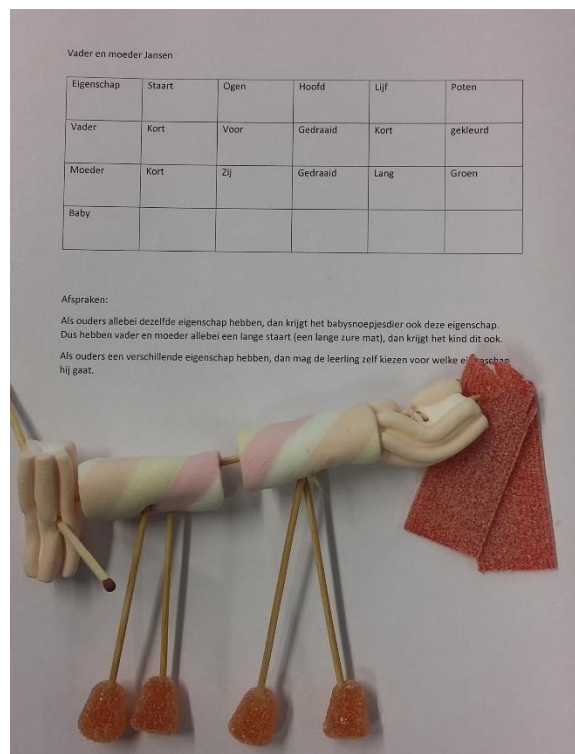 Vader en moeder Jansen
Eigenschap Staart Ogen Hoofd Lijf Poten
Vader Kort Voor Gedraaid Kort gekleurd
Moeder Kort Zij Gedraaid Lang Groen
Baby
Afspraken:
Als ouders allebei dezelfde eigenschap hebben, dan krijgt het babysnoepjesdier ook deze eigenschap.
Dus hebben vader en moeder allebei een lange staart (een lange zure mat), dan krijgt het kind dit ook.
Als ouders een verschillende eigenschap hebben, dan mag de leerling zelf kiezen voor welke eigenschap
hij gaat.